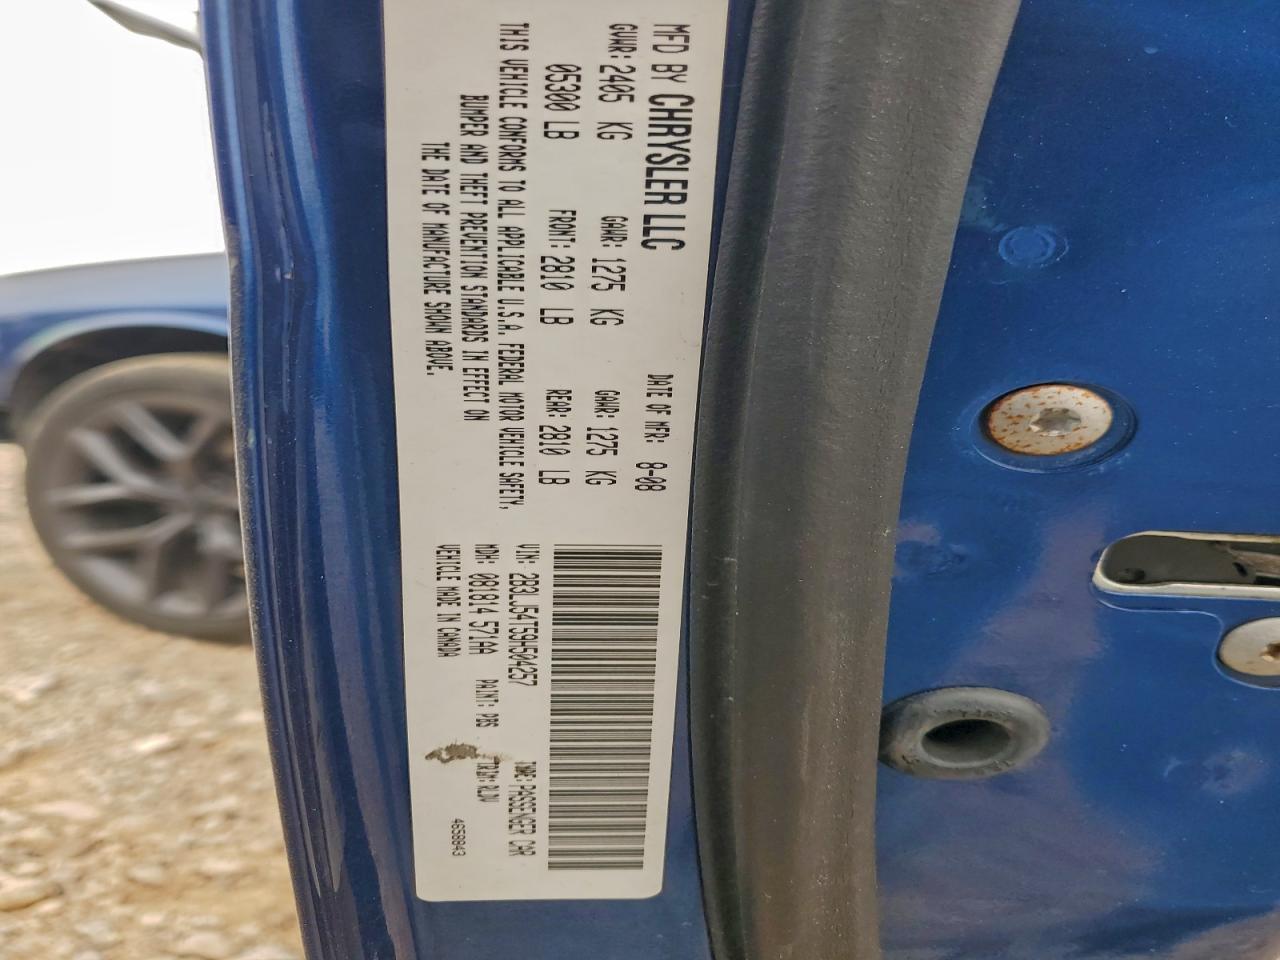 MFD BY CHRYSLER LLC DATE OF MFR: 8-08
GVWR: 2405 KG GAWR: 1275 KG GAWR: 1275 KG
05300 LB FRONT: 2810 LB REAR: 2810 LB
THIS VEHICLE CONFORMS TO ALL APPLICABLE U.S.A. FEDERAL MOTOR VEHICLE SAFETY,
BUMPER AND THEFT PREVENTION STANDARDS IN EFFECT ON
THE DATE OF MANUFACTURE SHOWN ABOVE.
VIN: 2B3LJ54T59H504257 TYPE: PASSENGER CAR
MDH: 081814 571AA PAINT: PBS TRIM: RLDV
VEHICLE MADE IN CANADA 4658843